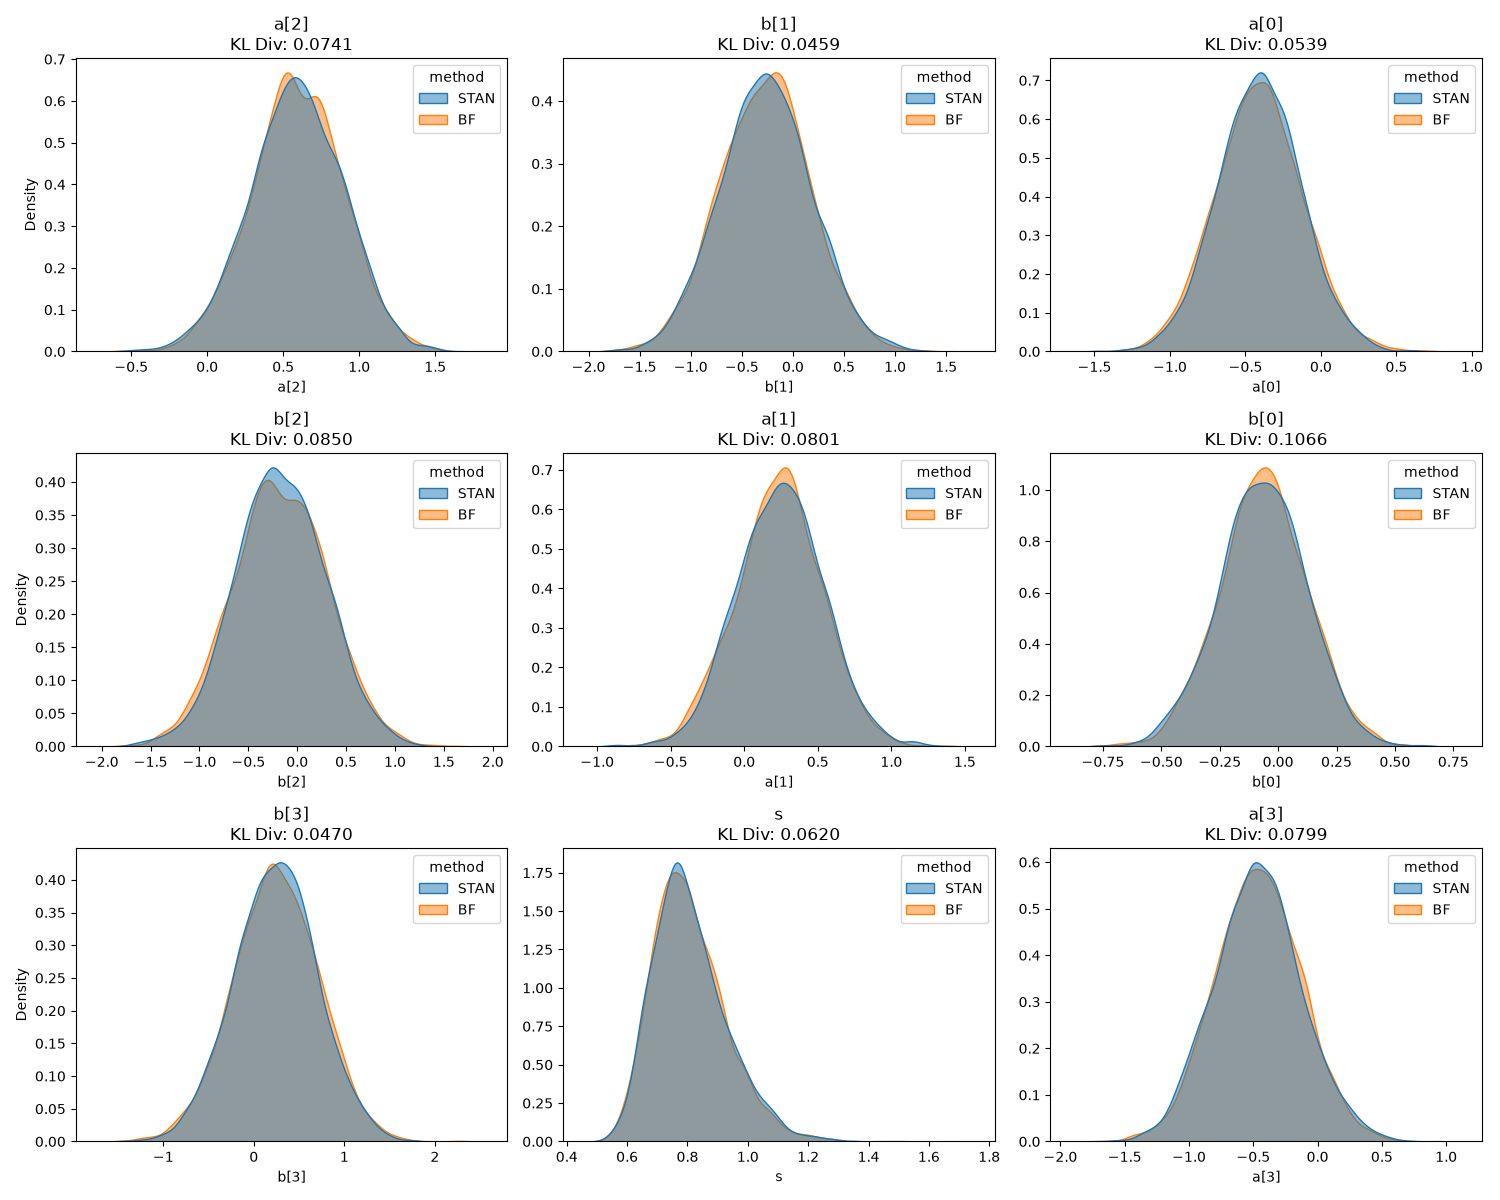 a[2]
KL Div: 0.0741
0.7
0.6
0.5
0.4
0.3
0.2
0.1
0.0
Density
method
STAN
BF
−0.5 0.0 0.5 1.0 1.5
a[2]
b[1]
KL Div: 0.0459
0.4
0.3
0.2
0.1
0.0
method
STAN
BF
−2.0 −1.5 −1.0 −0.5 0.0 0.5 1.0 1.5
b[1]
a[0]
KL Div: 0.0539
0.7
0.6
0.5
0.4
0.3
0.2
0.1
0.0
method
STAN
BF
−1.5 −1.0 −0.5 0.0 0.5 1.0
a[0]
b[2]
KL Div: 0.0850
0.40
0.35
0.30
0.25
0.20
0.15
0.10
0.05
0.00
Density
method
STAN
BF
−2.0 −1.5 −1.0 −0.5 0.0 0.5 1.0 1.5 2.0
b[2]
a[1]
KL Div: 0.0801
0.7
0.6
0.5
0.4
0.3
0.2
0.1
0.0
method
STAN
BF
−1.0 −0.5 0.0 0.5 1.0 1.5
a[1]
b[0]
KL Div: 0.1066
1.0
0.8
0.6
0.4
0.2
0.0
method
STAN
BF
−0.75 −0.50 −0.25 0.00 0.25 0.50 0.75
b[0]
b[3]
KL Div: 0.0470
0.40
0.35
0.30
0.25
0.20
0.15
0.10
0.05
0.00
Density
method
STAN
BF
−1 0 1 2
b[3]
s
KL Div: 0.0620
1.75
1.50
1.25
1.00
0.75
0.50
0.25
0.00
method
STAN
BF
0.4 0.6 0.8 1.0 1.2 1.4 1.6 1.8
s
a[3]
KL Div: 0.0799
0.6
0.5
0.4
0.3
0.2
0.1
0.0
method
STAN
BF
−2.0 −1.5 −1.0 −0.5 0.0 0.5 1.0
a[3]